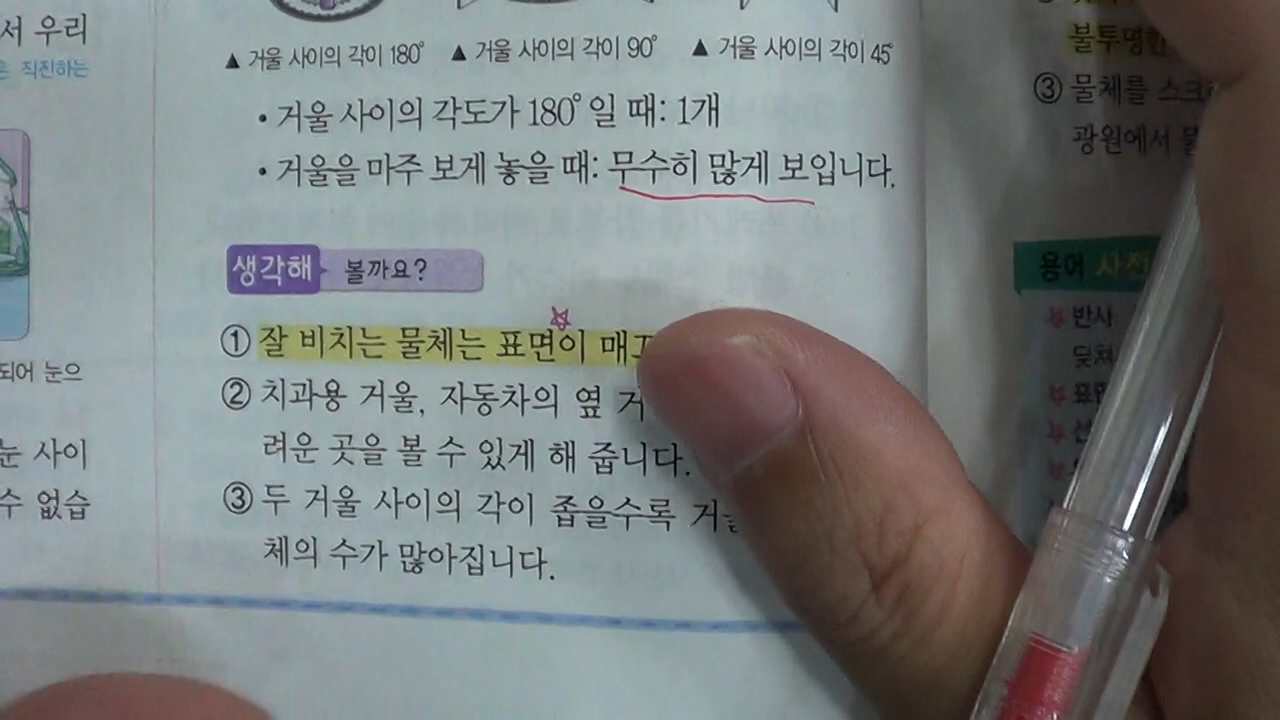 서 우리
직진하는
되어 눈으
눈 사이
수 없습
▲ 거울 사이의 각이 180° ▲ 거울 사이의 각이 90° ▲ 거울 사이의 각이 45°
• 거울 사이의 각도가 180°일 때: 1개
• 거울을 마주 보게 놓을 때: 무수히 많게 보입니다.
생각해 볼까요?
① 잘 비치는 물체는 표면이
② 치과용 거울, 자동차의 옆
려운 곳을 볼 수 있게 해 줍니다.
③ 두 거울 사이의 각이 좁을수록
체의 수가 많아집니다.
불투명한
③ 물체를
광원에서
용어 사전
반사